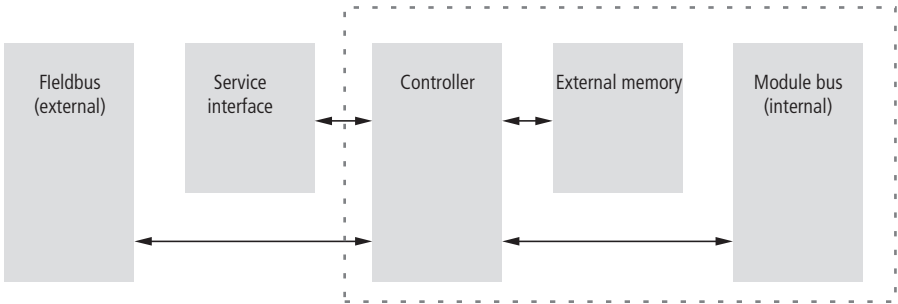 FIeldbus
(external)
Service
interface
Controller
External memory
Module bus
(internal)